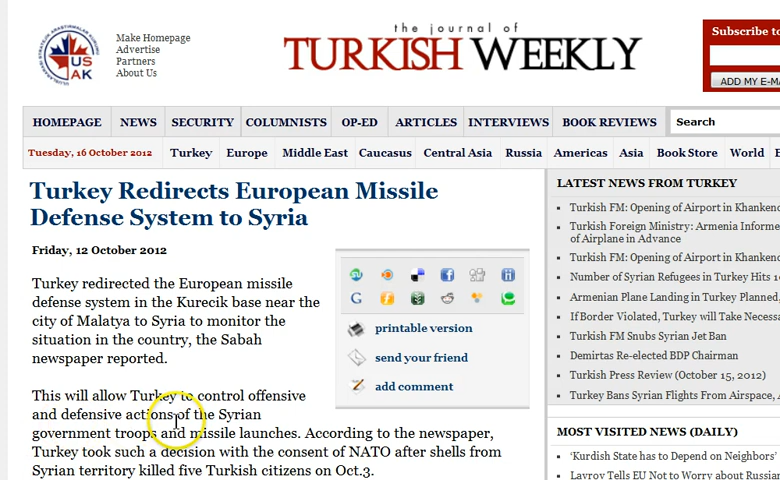 US
AK
Make Homepage
Advertise
Partners
About Us
the journal of
TURKISH WEEKLY
Subscribe to
ADD MY E-MA
HOMEPAGE NEWS SECURITY COLUMNISTS OP-ED ARTICLES INTERVIEWS BOOK REVIEWS Search
Tuesday, 16 October 2012 Turkey Europe Middle East Caucasus Central Asia Russia Americas Asia Book Store World E
Turkey Redirects European Missile
Defense System to Syria
Friday, 12 October 2012
Turkey redirected the European missile
defense system in the Kurecik base near the
city of Malatya to Syria to monitor the
situation in the country, the Sabah
newspaper reported.
printable version
send your friend
add comment
This will allow Turkey to control offensive
and defensive actions of the Syrian
government troops and missile launches. According to the newspaper,
Turkey took such a decision with the consent of NATO after shells from
Syrian territory killed five Turkish citizens on Oct.3.
LATEST NEWS FROM TURKEY
Turkish FM: Opening of Airport in Khankend
Turkish Foreign Ministry: Armenia Informe
of Airplane in Advance
Turkish FM: Opening of Airport in Khankend
Number of Syrian Refugees in Turkey Hits 10
Armenian Plane Landing in Turkey Planned,
If Border Violated, Turkey will Take Necessa
Turkish FM Snubs Syrian Jet Ban
Demirtas Re-elected BDP Chairman
Turkish Press Review (October 15, 2012)
Turkey Bans Syrian Flights From Airspace, A
MOST VISITED NEWS (DAILY)
'Kurdish State has to Depend on Neighbors'
Lavrov Tells EU Not to Worry about Russian